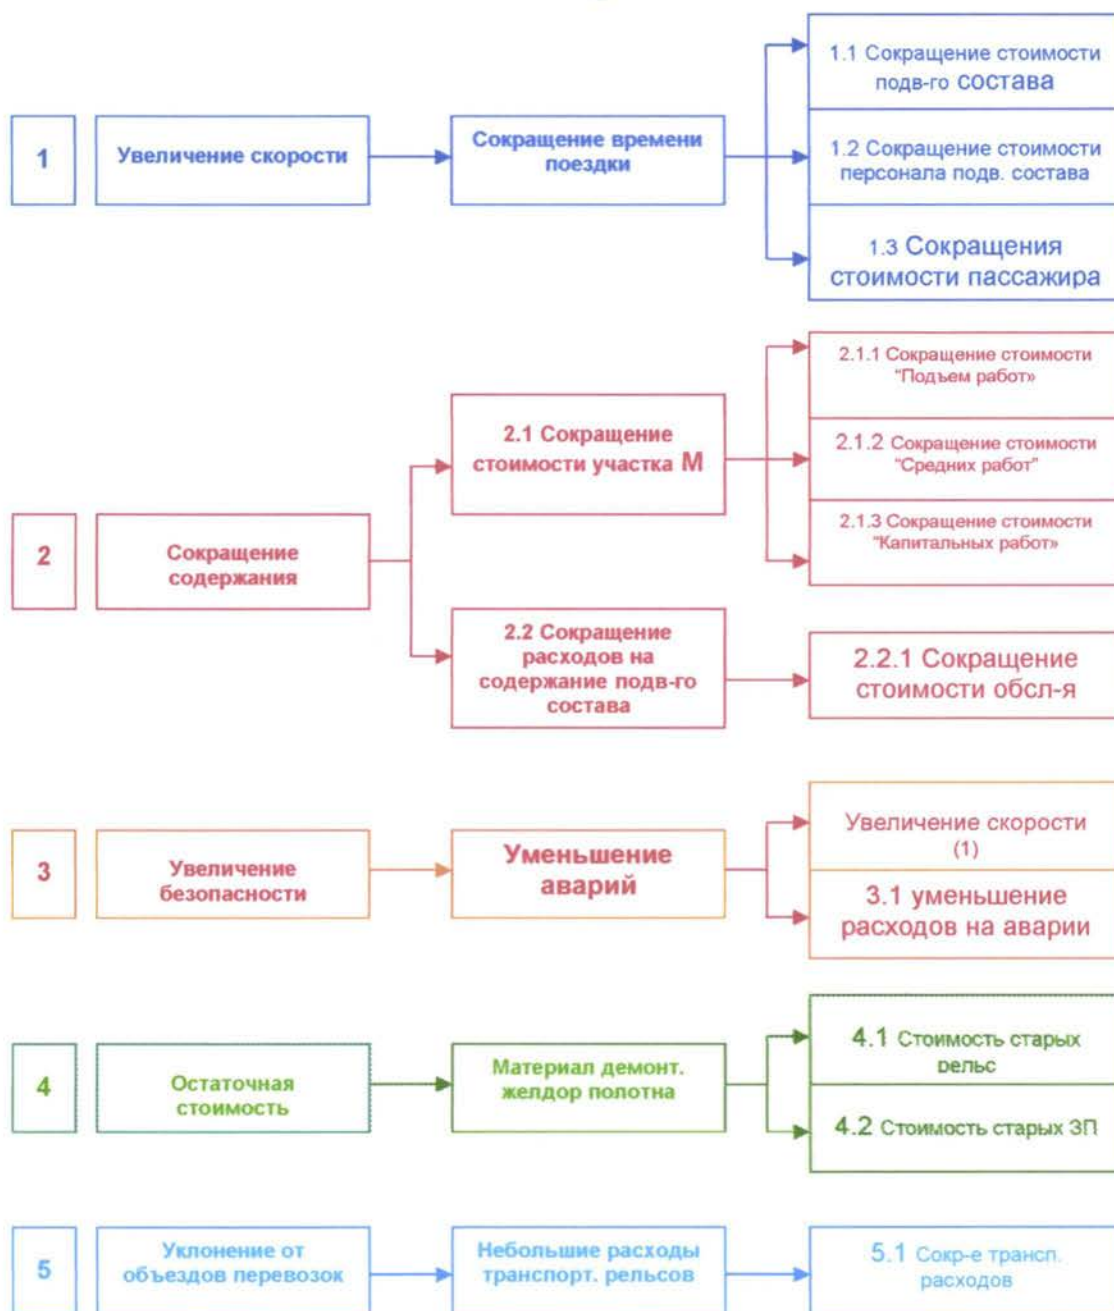 1
Увеличение скорости
Сокращение времени
поездки
1.1 Сокращение стоимости
подв-го состава
1.2 Сокращение стоимости
персонала подв. состава
1.3 Сокращения
стоимости пассажира
2
Сокращение
содержания
2.1 Сокращение
стоимости участка М
2.1.1 Сокращение стоимости
"Подъем работ»
2.1.2 Сокращение стоимости
"Средних работ"
2.1.3 Сокращение стоимости
"Капитальных работ»
2.2 Сокращение
расходов на
содержание подв-го
состава
2.2.1 Сокращение
стоимости обсл-я
3
Увеличение
безопасности
Уменьшение
аварий
Увеличение скорости
(1)
3.1 уменьшение
расходов на аварии
4
Остаточная
стоимость
Материал демонт.
желдор полотна
4.1 Стоимость старых
рельс
4.2 Стоимость старых ЗП
5
Уклонение от
объездов перевозок
Небольшие расходы
транспорт. рельсов
5.1 Сокр-е трансп.
расходов